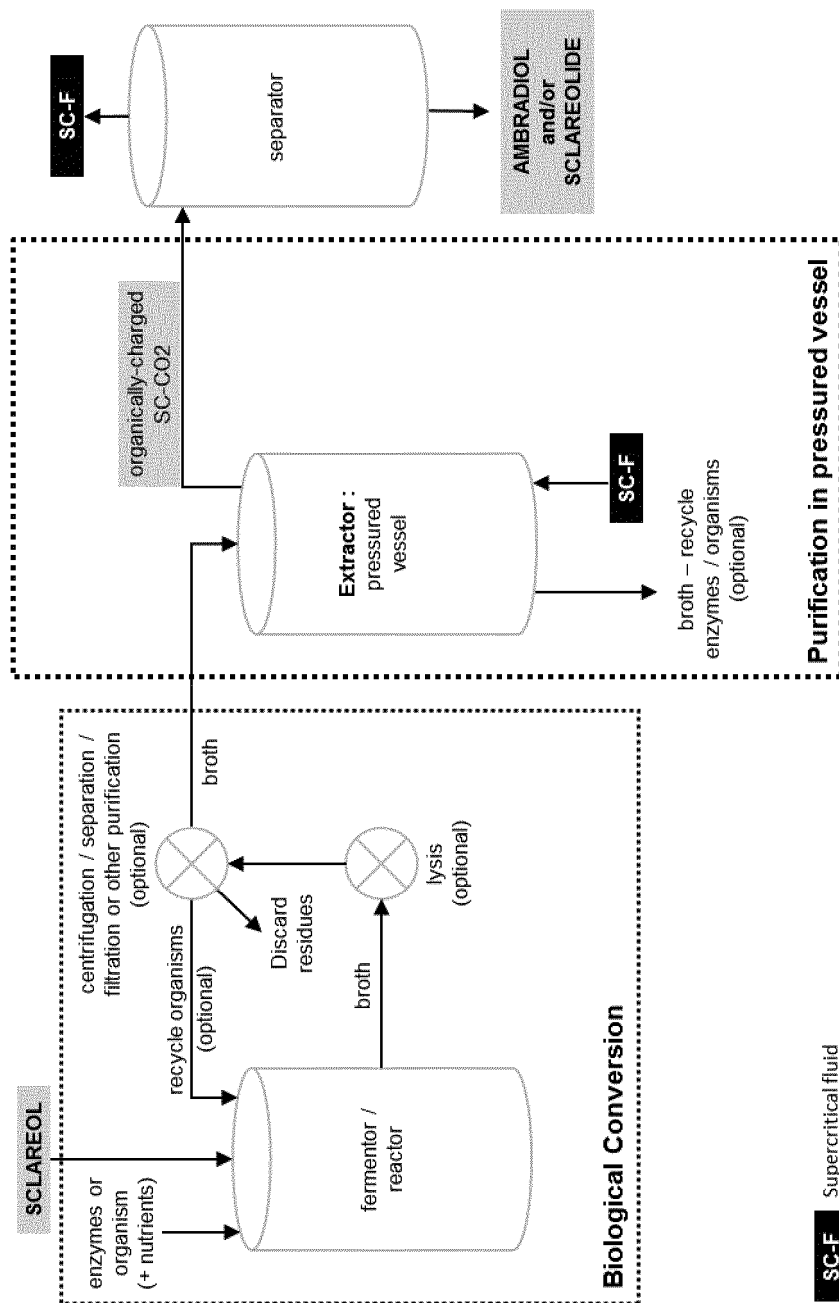 SCLAREOL
enzymes or
organism
(+ nutrients)
recycle organisms
(optional)
fermentor /
reactor
broth
lysis
(optional)
Discard
residues
centrifugation / separation /
filtration or other purification
(optional)
broth
Biological Conversion
Extractor :
pressured
vessel
organically-charged
SC-CO2
SC-F
broth – recycle
enzymes / organisms
(optional)
Purification in pressured vessel
SC-F
separator
AMBRADIOL
and/or
SCLAREOLIDE
SC-F Supercritical fluid